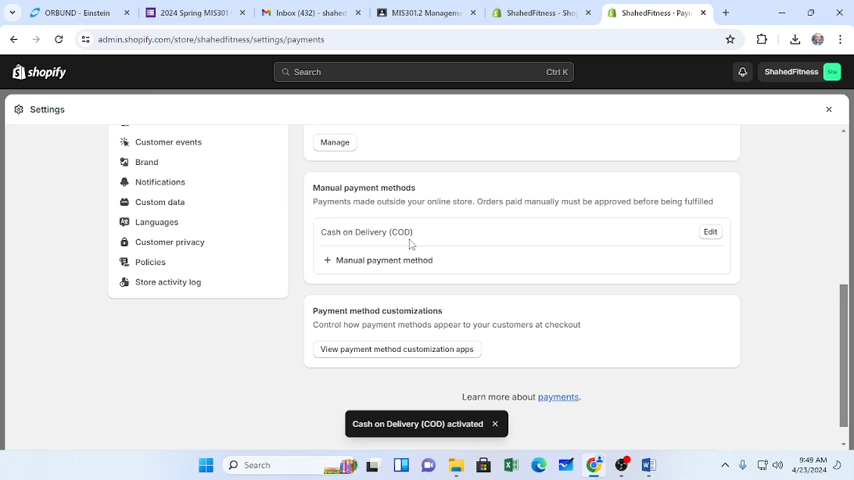 ORBUND - Einstein
2024 Spring MIS301
Inbox (432) - shahed
MIS301.2 Manageme
ShahedFitness - Shop
ShahedFitness · Paym
admin.shopify.com/store/shahedfitness/settings/payments
shopify
Search
Ctrl K
ShahedFitness
Sha
Settings
Customer events
Brand
Notifications
Custom data
Languages
Customer privacy
Policies
Store activity log
Manage
Manual payment methods
Payments made outside your online store. Orders paid manually must be approved before being fulfilled
Cash on Delivery (COD)
Edit
+ Manual payment method
Payment method customizations
Control how payment methods appear to your customers at checkout
View payment method customization apps
Learn more about payments.
Cash on Delivery (COD) activated
Search
9:49 AM
4/23/2024